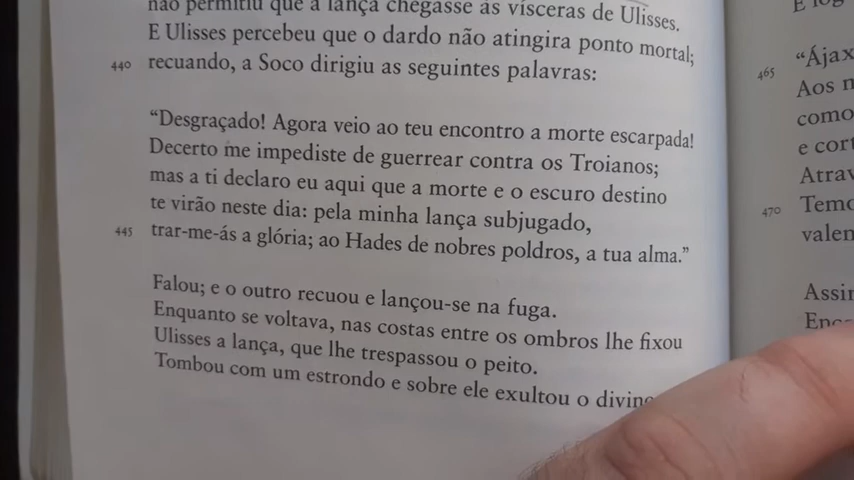 não permitiu que a lança chegasse às vísceras de Ulisses.
E Ulisses percebeu que o dardo não atingira ponto mortal;
440 recuando, a Soco dirigiu as seguintes palavras:
“Desgraçado! Agora veio ao teu encontro a morte escarpada!
Decerto me impediste de guerrear contra os Troianos;
mas a ti declaro eu aqui que a morte e o escuro destino
te virão neste dia: pela minha lança subjugado,
445 trar-me-ás a glória; ao Hades de nobres poldros, a tua alma.”
Falou; e o outro recuou e lançou-se na fuga.
Enquanto se voltava, nas costas entre os ombros lhe fixou
Ulisses a lança, que lhe trespassou o peito.
Tombou com um estrondo e sobre ele exultou o divino
465 “Ájax
Aos
como
e
470
Assi